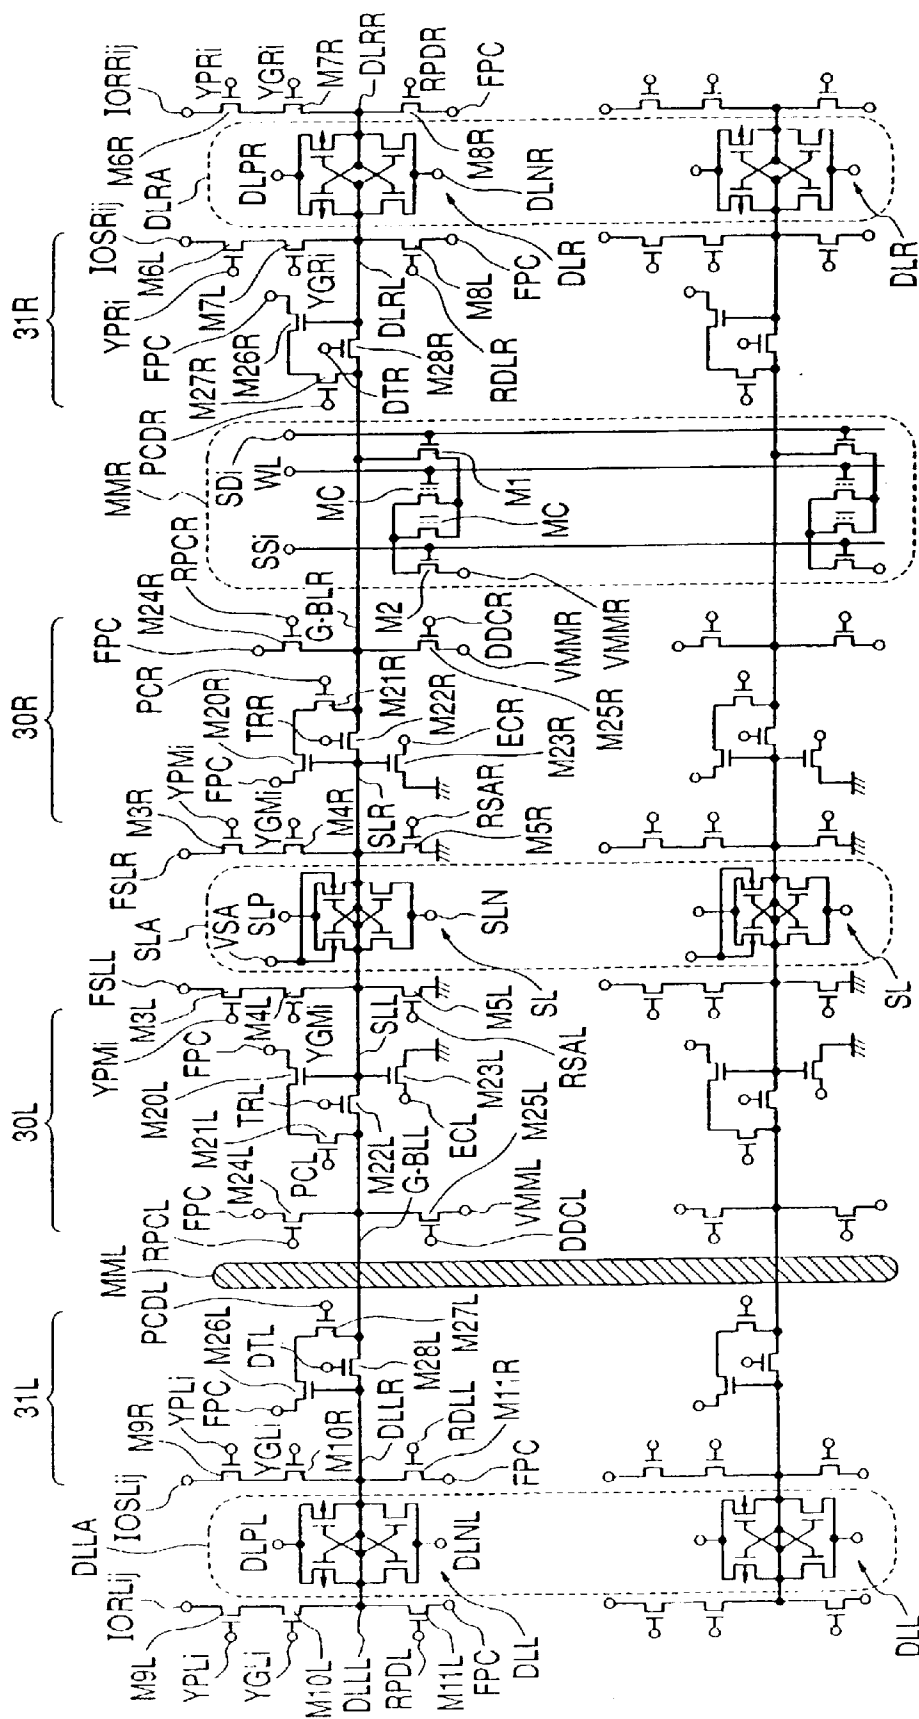 31L
30L
30R
31R
DLLA
IORLij
IOSLij
M9R
YPLi
FPC
M26L
PCDL
MML
RPCL
FPC
M24L
M21L
M20L
FPC
YPMi
M3L
FSLL
SLA
VSA
SLP
FSLR
M3R
YPMi
FPC
M20R
PCR
FPC
M24R
RPCR
MMR
SDi
WL
SSi
PCDR
M27R
FPC
M26R
YPRi
M6L
IOSRij
DLRA
M6R
IORRij
YPRi
M9L
YPLi
YGLi
M10L
DLPL
YGLi
M10R
DTL
PCL
TRL
M4L
YGMi
YGMi
M4R
TRR
M21R
G-BLR
MC
MC
M7L
YGRi
DLPR
YGRi
M7R
DLLL
DLLR
M28L
M27L
M22L
G-BLL
SLL
SLR
M22R
DTR
M28R
DLRL
DLRR
RPDL
M11L
FPC
DLL
DLNL
RDLL
M11R
FPC
DDCL
VMML
M25L
ECL
M23L
RSAL
M5L
SL
SLN
M5R
RSAR
M23R
ECR
M25R
DDCR
VMMR
VMMR
M2
M1
RDLR
M8L
FPC
DLR
DLNR
M8R
RPDR
FPC
DLL
SL
DLR